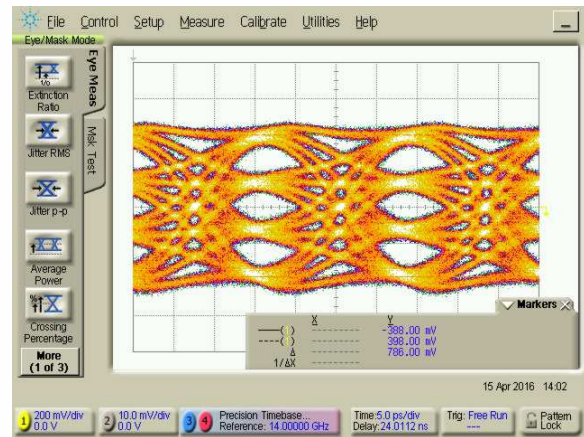 File Control Setup Measure Calibrate Utilities Help
Eye/Mask Mode
Extinction
Ratio
Jitter RMS
Jitter p-p
Average
Power
Crossing
Percentage
More
(1 of 3)
Eye Meas
Msk Test
Markers
X Y
-388.00 mV
398.00 mV
Δ 786.00 mV
1/ΔX
15 Apr 2016 14:02
1 200 mV/div
0.0 V
2 10.0 mV/div
0.0 V
3 4 Precision Timebase...
Reference: 14.00000 GHz
Time:5.0 ps/div
Delay:24.0112 ns
Trig: Free Run
---
Pattern
Lock